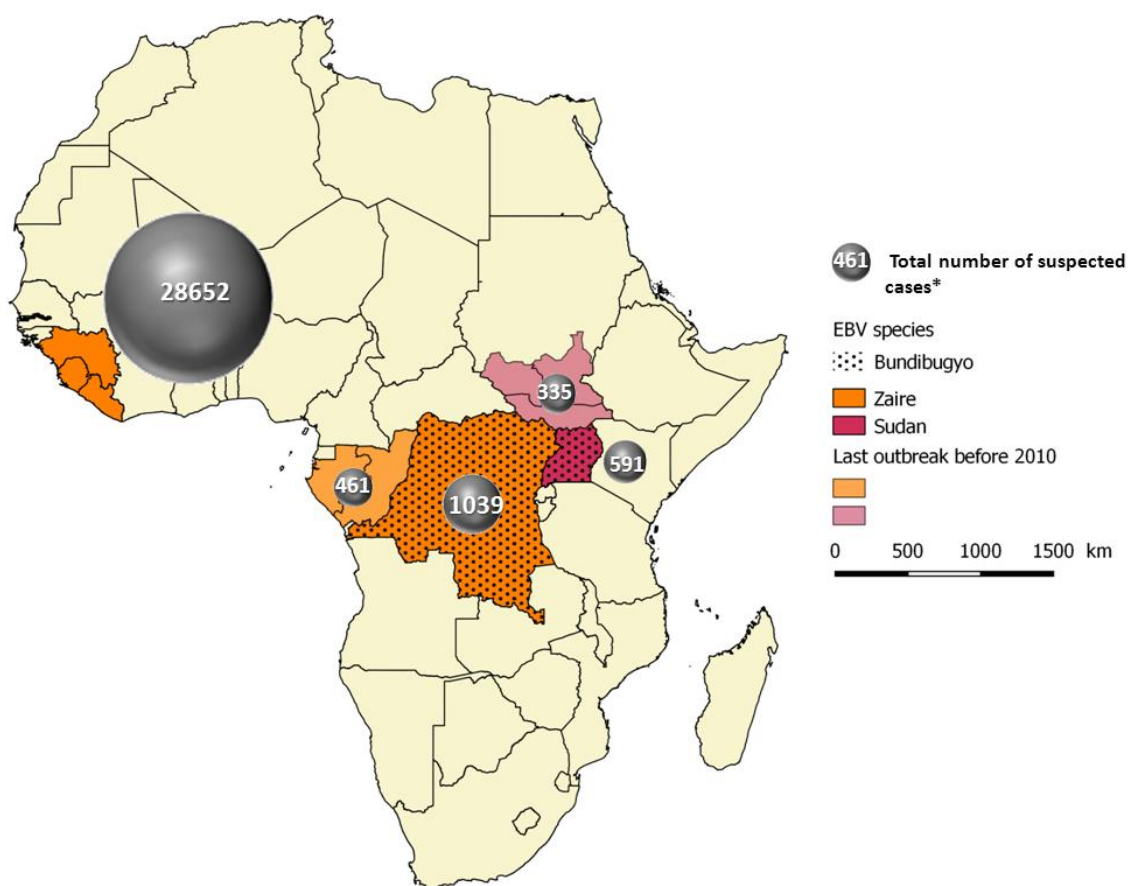 28652
335
591
461
1039
461 Total number of suspected
cases*
EBV species
Bundibugyo
Zaire
Sudan
Last outbreak before 2010
0 500 1000 1500 km